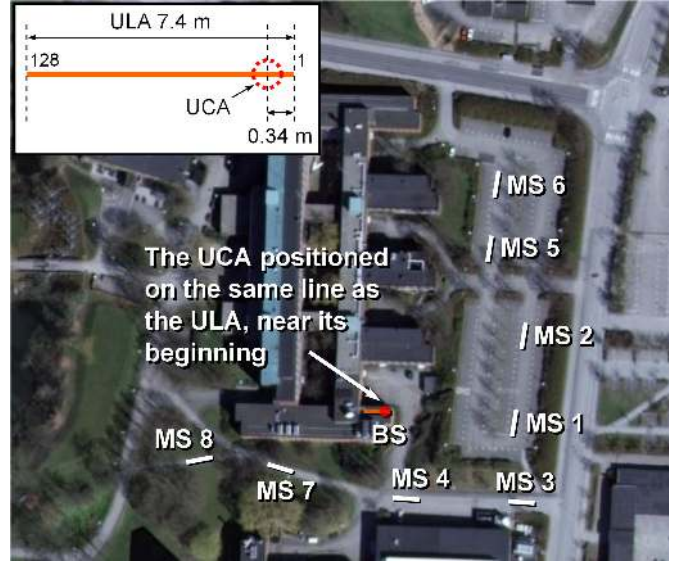 ULA 7.4 m
128
1
UCA
0.34 m
MS 6
The UCA positioned
on the same line as
the ULA, near its
beginning
MS 5
MS 2
MS 1
BS
MS 8
MS 7
MS 4
MS 3